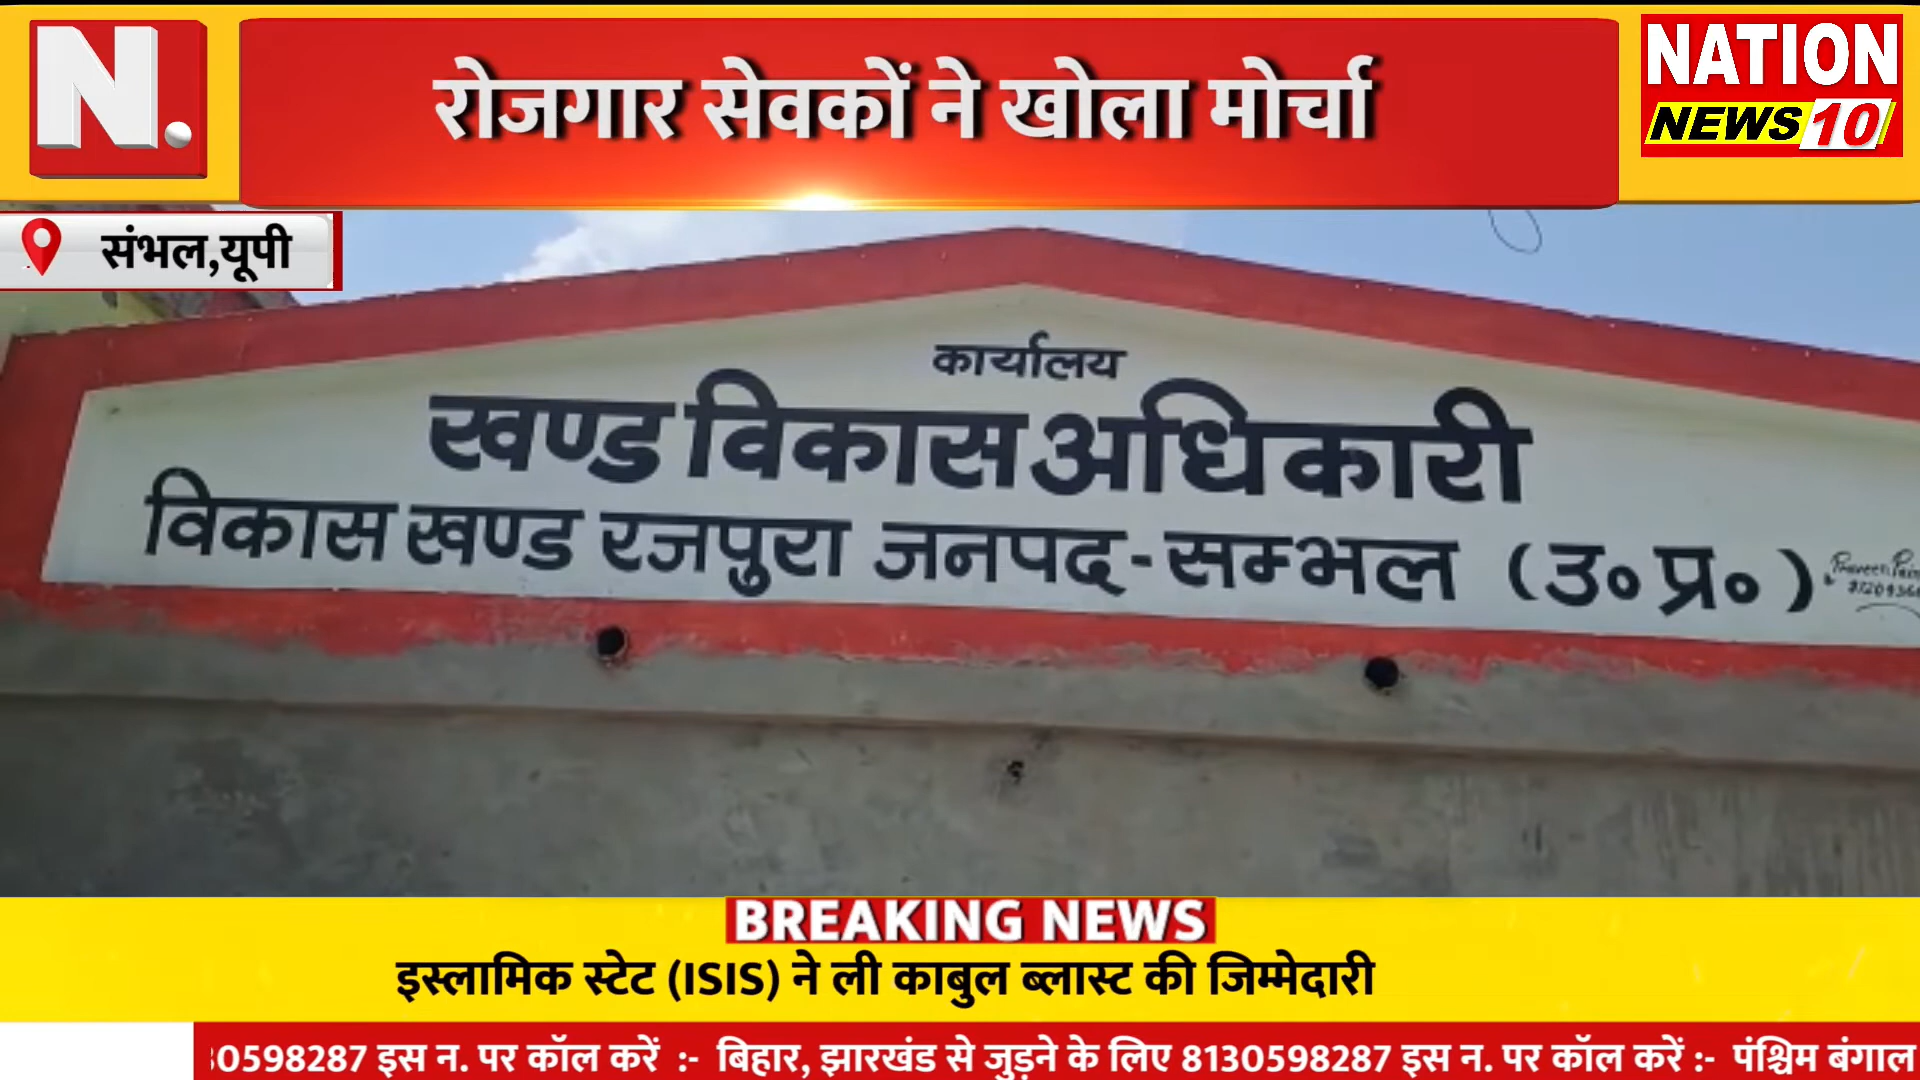 N.
रोजगार सेवकों ने खोला मोर्चा
NATION
NEWS 10
संभल,यूपी
कार्यालय
खण्ड विकास अधिकारी
विकास खण्ड रजपुरा जनपद-सम्भल (उ० प्र०)
BREAKING NEWS
इस्लामिक स्टेट (ISIS) ने ली काबुल ब्लास्ट की जिम्मेदारी
30598287 इस न. पर कॉल करें :- बिहार, झारखंड से जुड़ने के लिए 8130598287 इस न. पर कॉल करें :- पंश्चिम बंगाल